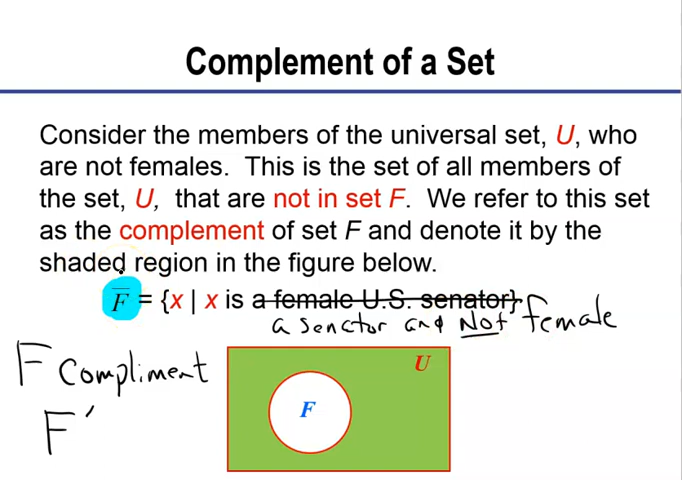 Complement of a Set
Consider the members of the universal set, U, who
are not females. This is the set of all members of
the set, U, that are not in set F. We refer to this set
as the complement of set F and denote it by the
shaded region in the figure below.
F̅ = {x | x is a female U.S. senator}
a senator and Not female
F compliment
U
F
F′